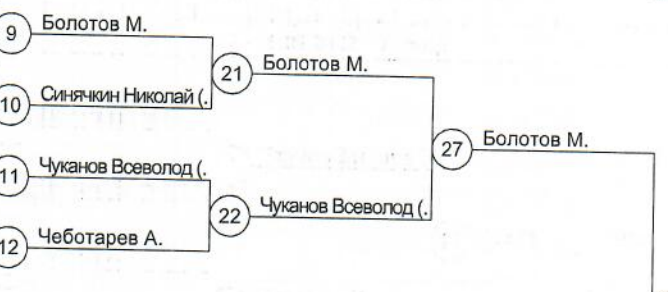 9 Болотов М.
21 Болотов М.
10 Синячкин Николай (.
27 Болотов М.
11 Чуканов Всеволод (.
22 Чуканов Всеволод (.
12 Чеботарев А.